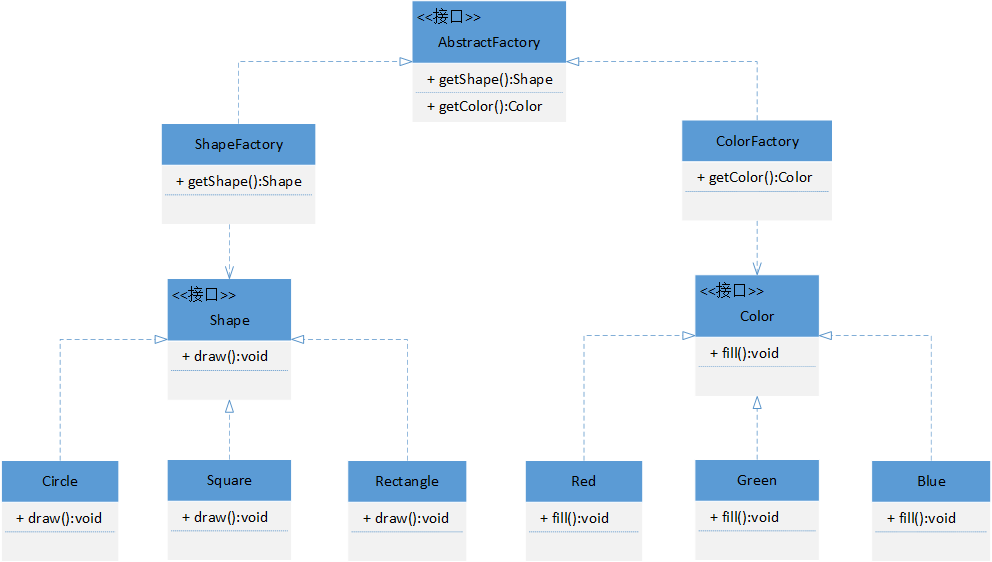 <<接口>>
AbstractFactory
+ getShape():Shape
+ getColor():Color
ShapeFactory
+ getShape():Shape
ColorFactory
+ getColor():Color
<<接口>>
Shape
+ draw():void
<<接口>>
Color
+ fill():void
Circle
+ draw():void
Square
+ draw():void
Rectangle
+ draw():void
Red
+ fill():void
Green
+ fill():void
Blue
+ fill():void